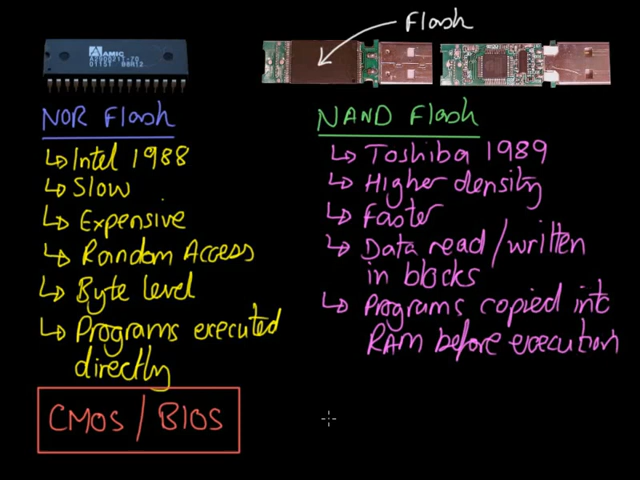 Flash
AMIC
NOR Flash
↳ Intel 1988
↳ Slow
↳ Expensive
↳ Random Access
↳ Byte level
↳ Programs executed
directly
CMOS / BIOS
NAND Flash
↳ Toshiba 1989
↳ Higher density
↳ Faster
↳ Data read/written
in blocks
↳ Programs copied into
RAM before execution